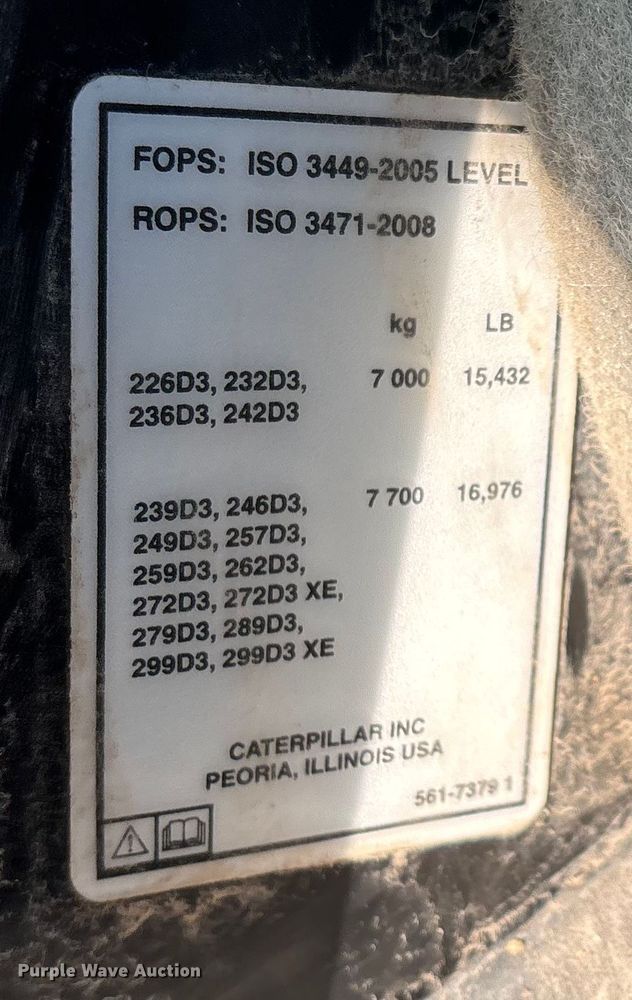 FOPS: ISO 3449-2005 LEVEL
ROPS: ISO 3471-2008
kg LB
226D3, 232D3, 7 000 15,432
236D3, 242D3
239D3, 246D3, 7 700 16,976
249D3, 257D3,
259D3, 262D3,
272D3, 272D3 XE,
279D3, 289D3,
299D3, 299D3 XE
CATERPILLAR INC
PEORIA, ILLINOIS USA
561-7379 1
Purple Wave Auction